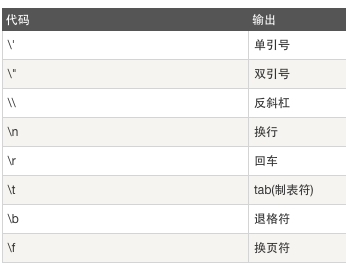 代码 输出
\' 单引号
\" 双引号
\\ 反斜杠
\n 换行
\r 回车
\t tab(制表符)
\b 退格符
\f 换页符